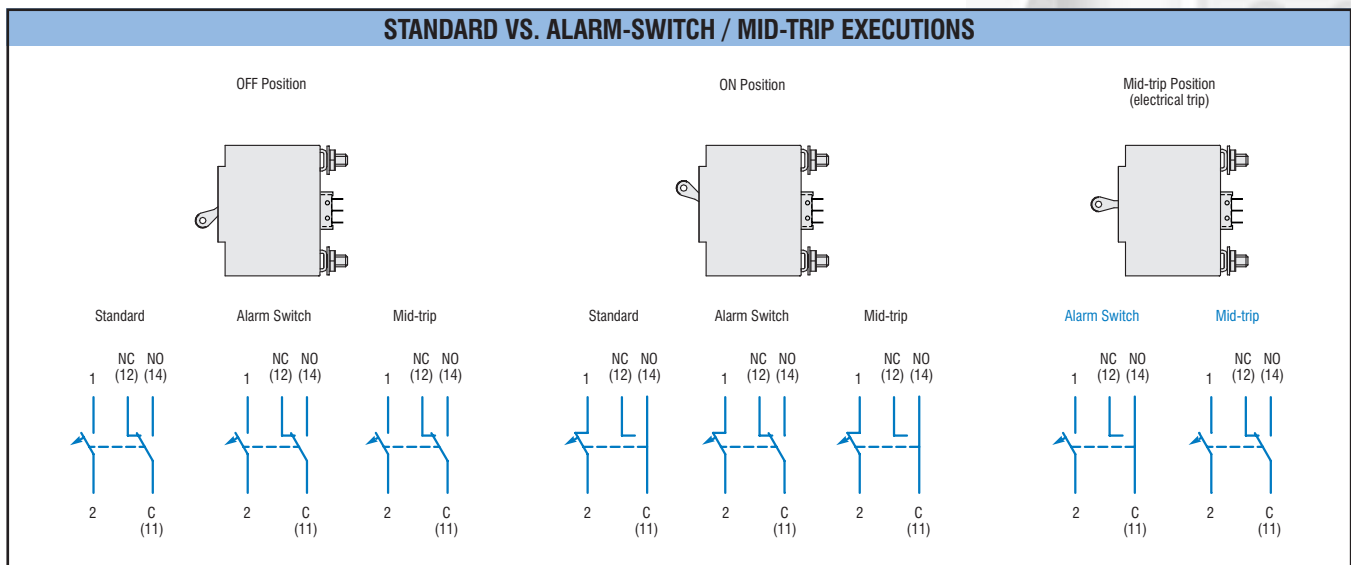 STANDARD VS. ALARM-SWITCH / MID-TRIP EXECUTIONS
OFF Position
ON Position
Mid-trip Position
(electrical trip)
Standard
Alarm Switch
Mid-trip
Standard
Alarm Switch
Mid-trip
Alarm Switch
Mid-trip
1 NC (12) NO (14)
1 NC (12) NO (14)
1 NC (12) NO (14)
1 NC (12) NO (14)
1 NC (12) NO (14)
1 NC (12) NO (14)
1 NC (12) NO (14)
1 NC (12) NO (14)
2 C (11)
2 C (11)
2 C (11)
2 C (11)
2 C (11)
2 C (11)
2 C (11)
2 C (11)